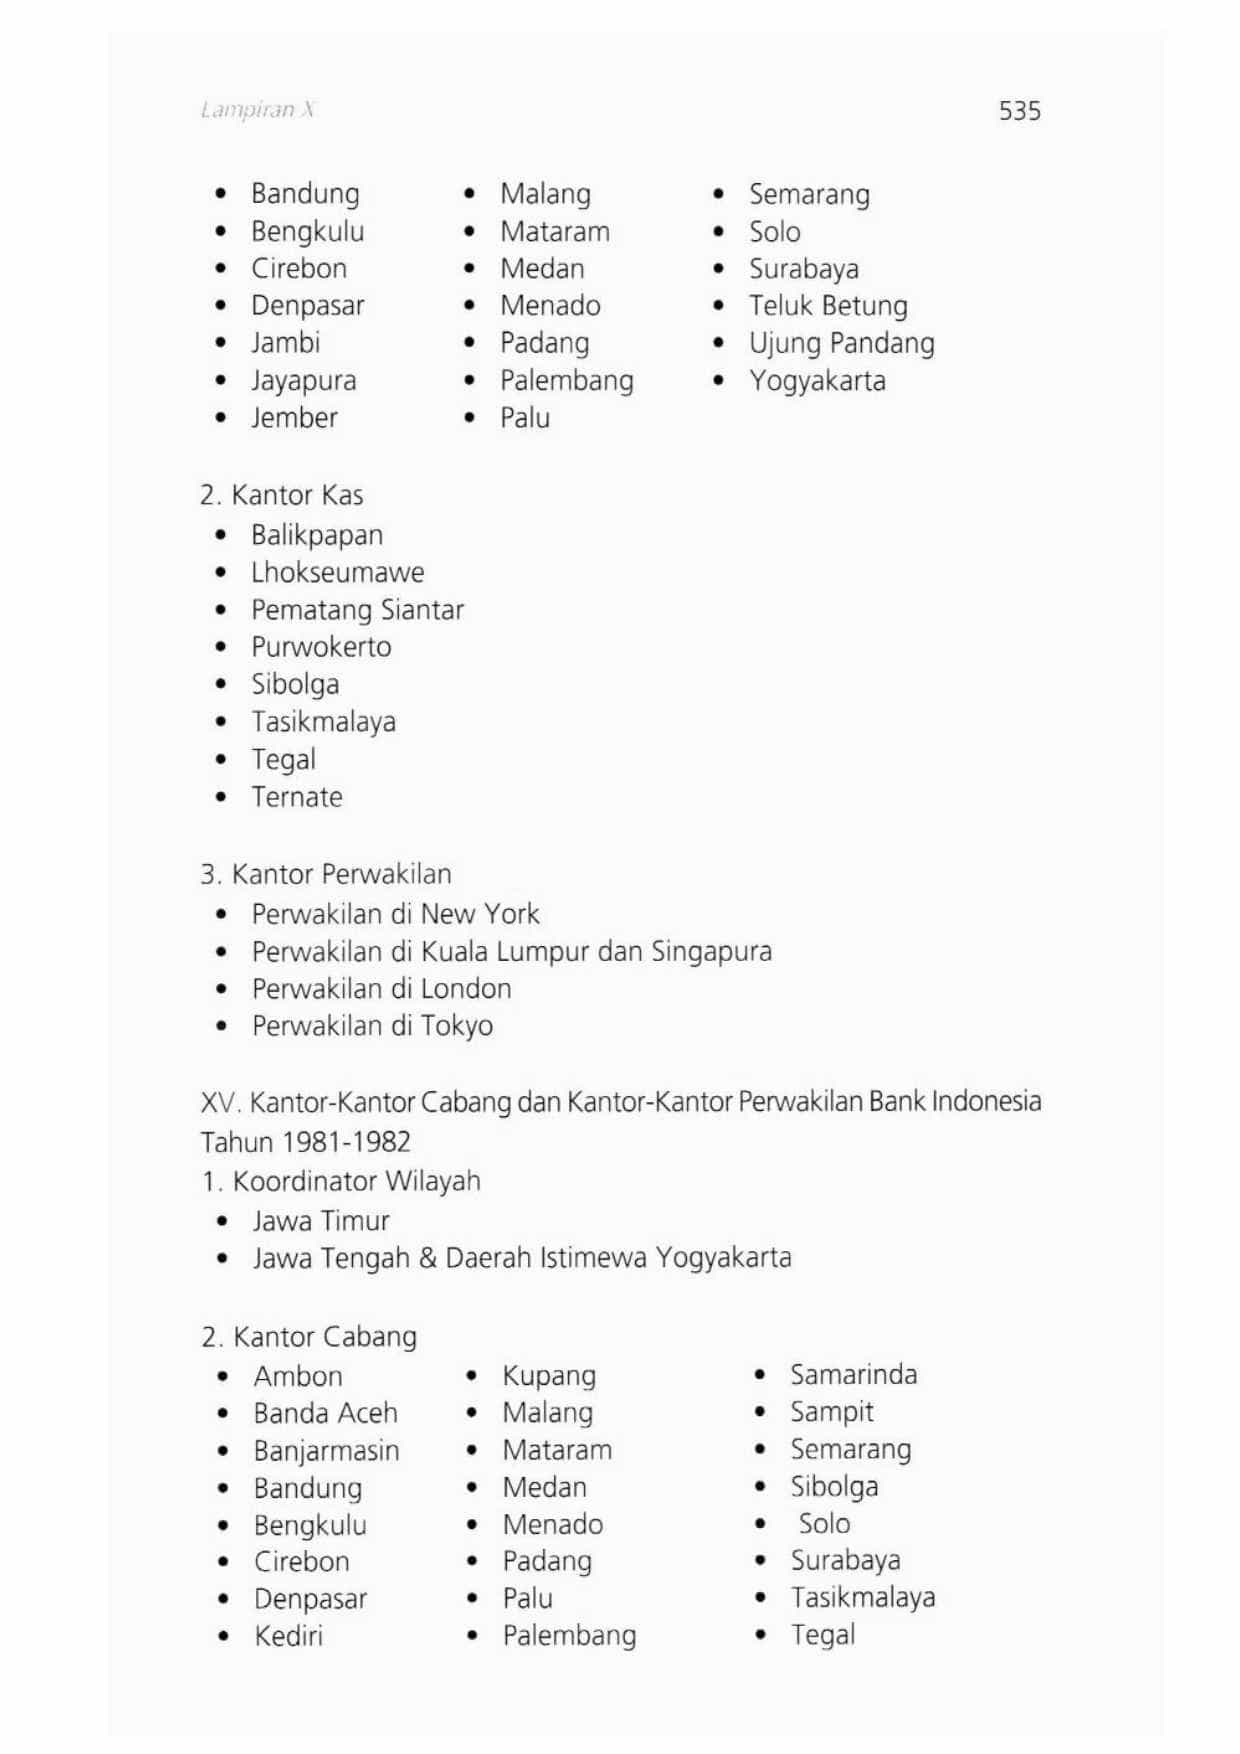 Lampiran X 535
• Bandung • Malang • Semarang
• Bengkulu • Mataram • Solo
• Cirebon • Medan • Surabaya
• Denpasar • Menado • Teluk Betung
• Jambi • Padang • Ujung Pandang
• Jayapura • Palembang • Yogyakarta
• Jember • Palu
2. Kantor Kas
• Balikpapan
• Lhokseumawe
• Pematang Siantar
• Purwokerto
• Sibolga
• Tasikmalaya
• Tegal
• Ternate
3. Kantor Perwakilan
• Perwakilan di New York
• Perwakilan di Kuala Lumpur dan Singapura
• Perwakilan di London
• Perwakilan di Tokyo
XV. Kantor-Kantor Cabang dan Kantor-Kantor Perwakilan Bank Indonesia
Tahun 1981-1982
1. Koordinator Wilayah
• Jawa Timur
• Jawa Tengah & Daerah Istimewa Yogyakarta
2. Kantor Cabang
• Ambon • Kupang • Samarinda
• Banda Aceh • Malang • Sampit
• Banjarmasin • Mataram • Semarang
• Bandung • Medan • Sibolga
• Bengkulu • Menado • Solo
• Cirebon • Padang • Surabaya
• Denpasar • Palu • Tasikmalaya
• Kediri • Palembang • Tegal